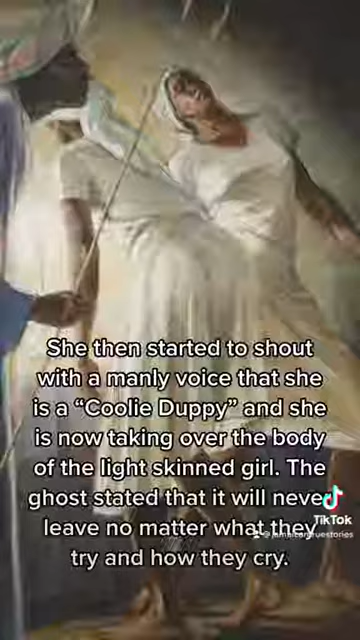 She then started to shout
with a manly voice that she
is a “Coolie Duppy” and she
is now taking over the body
of the light skinned girl. The
ghost stated that it will never
leave no matter what they
try and how they cry.
TikTok
@jamaicantruestories